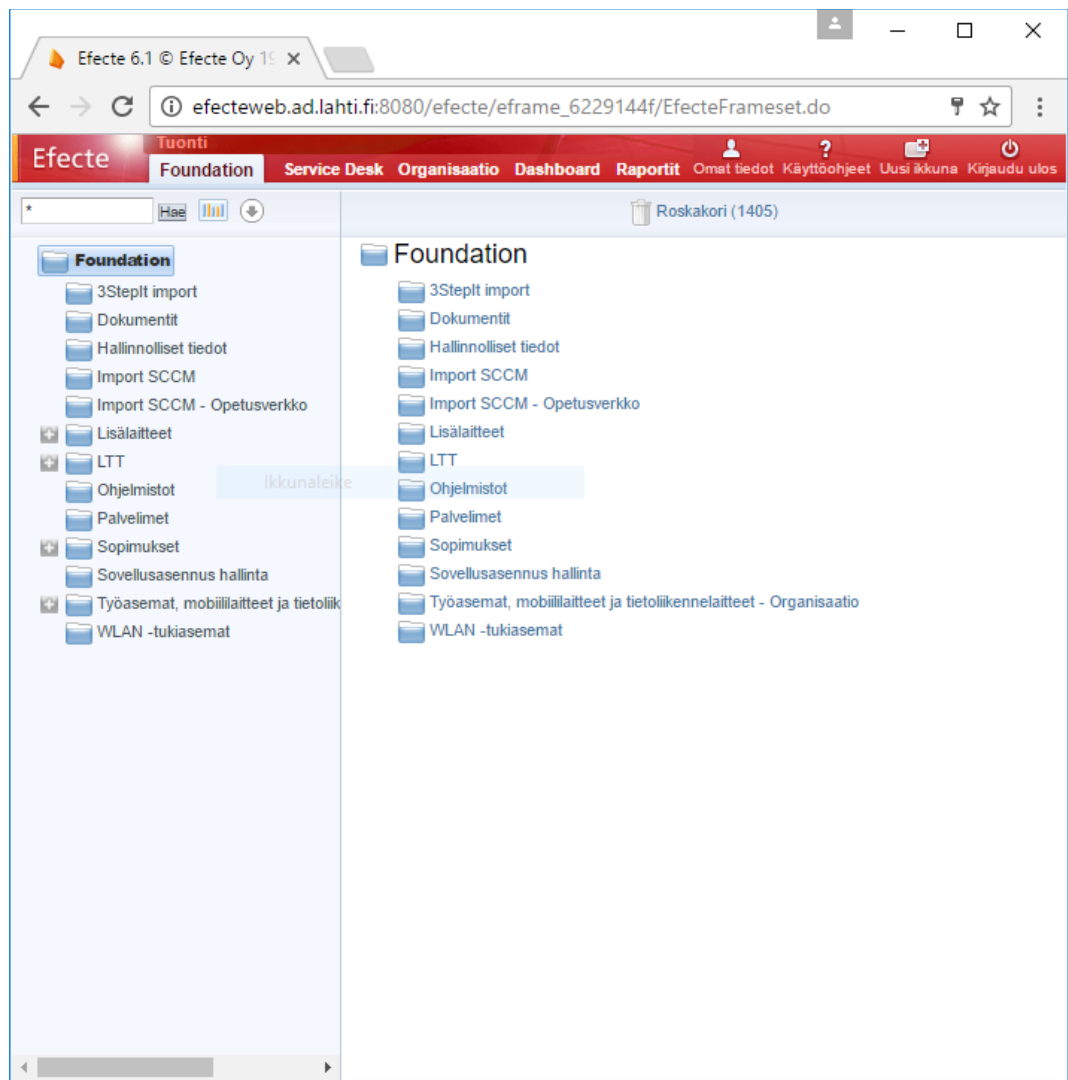 Efecte 6.1 © Efecte Oy 19
efecteweb.ad.lahti.fi:8080/efecte/eframe_6229144f/EfecteFrameset.do
Efecte
Tuonti
Foundation Service Desk Organisaatio Dashboard Raportit Omat tiedot Käyttöohjeet Uusi ikkuna Kirjaudu ulos
* Hae
Roskakori (1405)
Foundation
3StepIt import
Dokumentit
Hallinnolliset tiedot
Import SCCM
Import SCCM - Opetusverkko
Lisälaitteet
LTT
Ohjelmistot
Palvelimet
Sopimukset
Sovellusasennus hallinta
Työasemat, mobiililaitteet ja tietoliik
WLAN -tukiasemat
Ikkunaleike
Foundation
3StepIt import
Dokumentit
Hallinnolliset tiedot
Import SCCM
Import SCCM - Opetusverkko
Lisälaitteet
LTT
Ohjelmistot
Palvelimet
Sopimukset
Sovellusasennus hallinta
Työasemat, mobiililaitteet ja tietoliikennelaitteet - Organisaatio
WLAN -tukiasemat